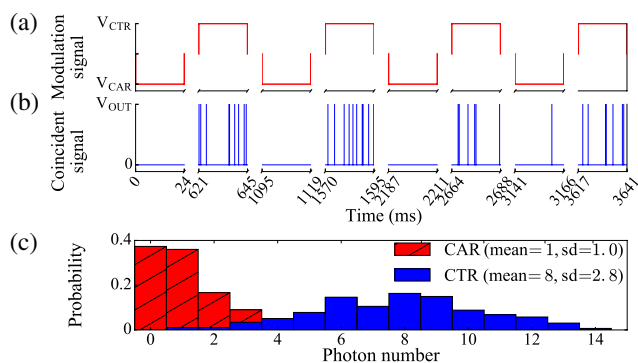 (a)
Modulation
signal
V_CTR
V_CAR
(b)
Coincident
signal
V_OUT
0
0 24 621 645 1095 1119 1570 1595 2187 2211 2664 2688 3141 3166 3617 3641
Time (ms)
(c)
Probability
0.4
0.2
0
CAR (mean= 1, sd=1.0)
CTR (mean= 8, sd=2.8)
0 2 4 6 8 10 12 14
Photon number